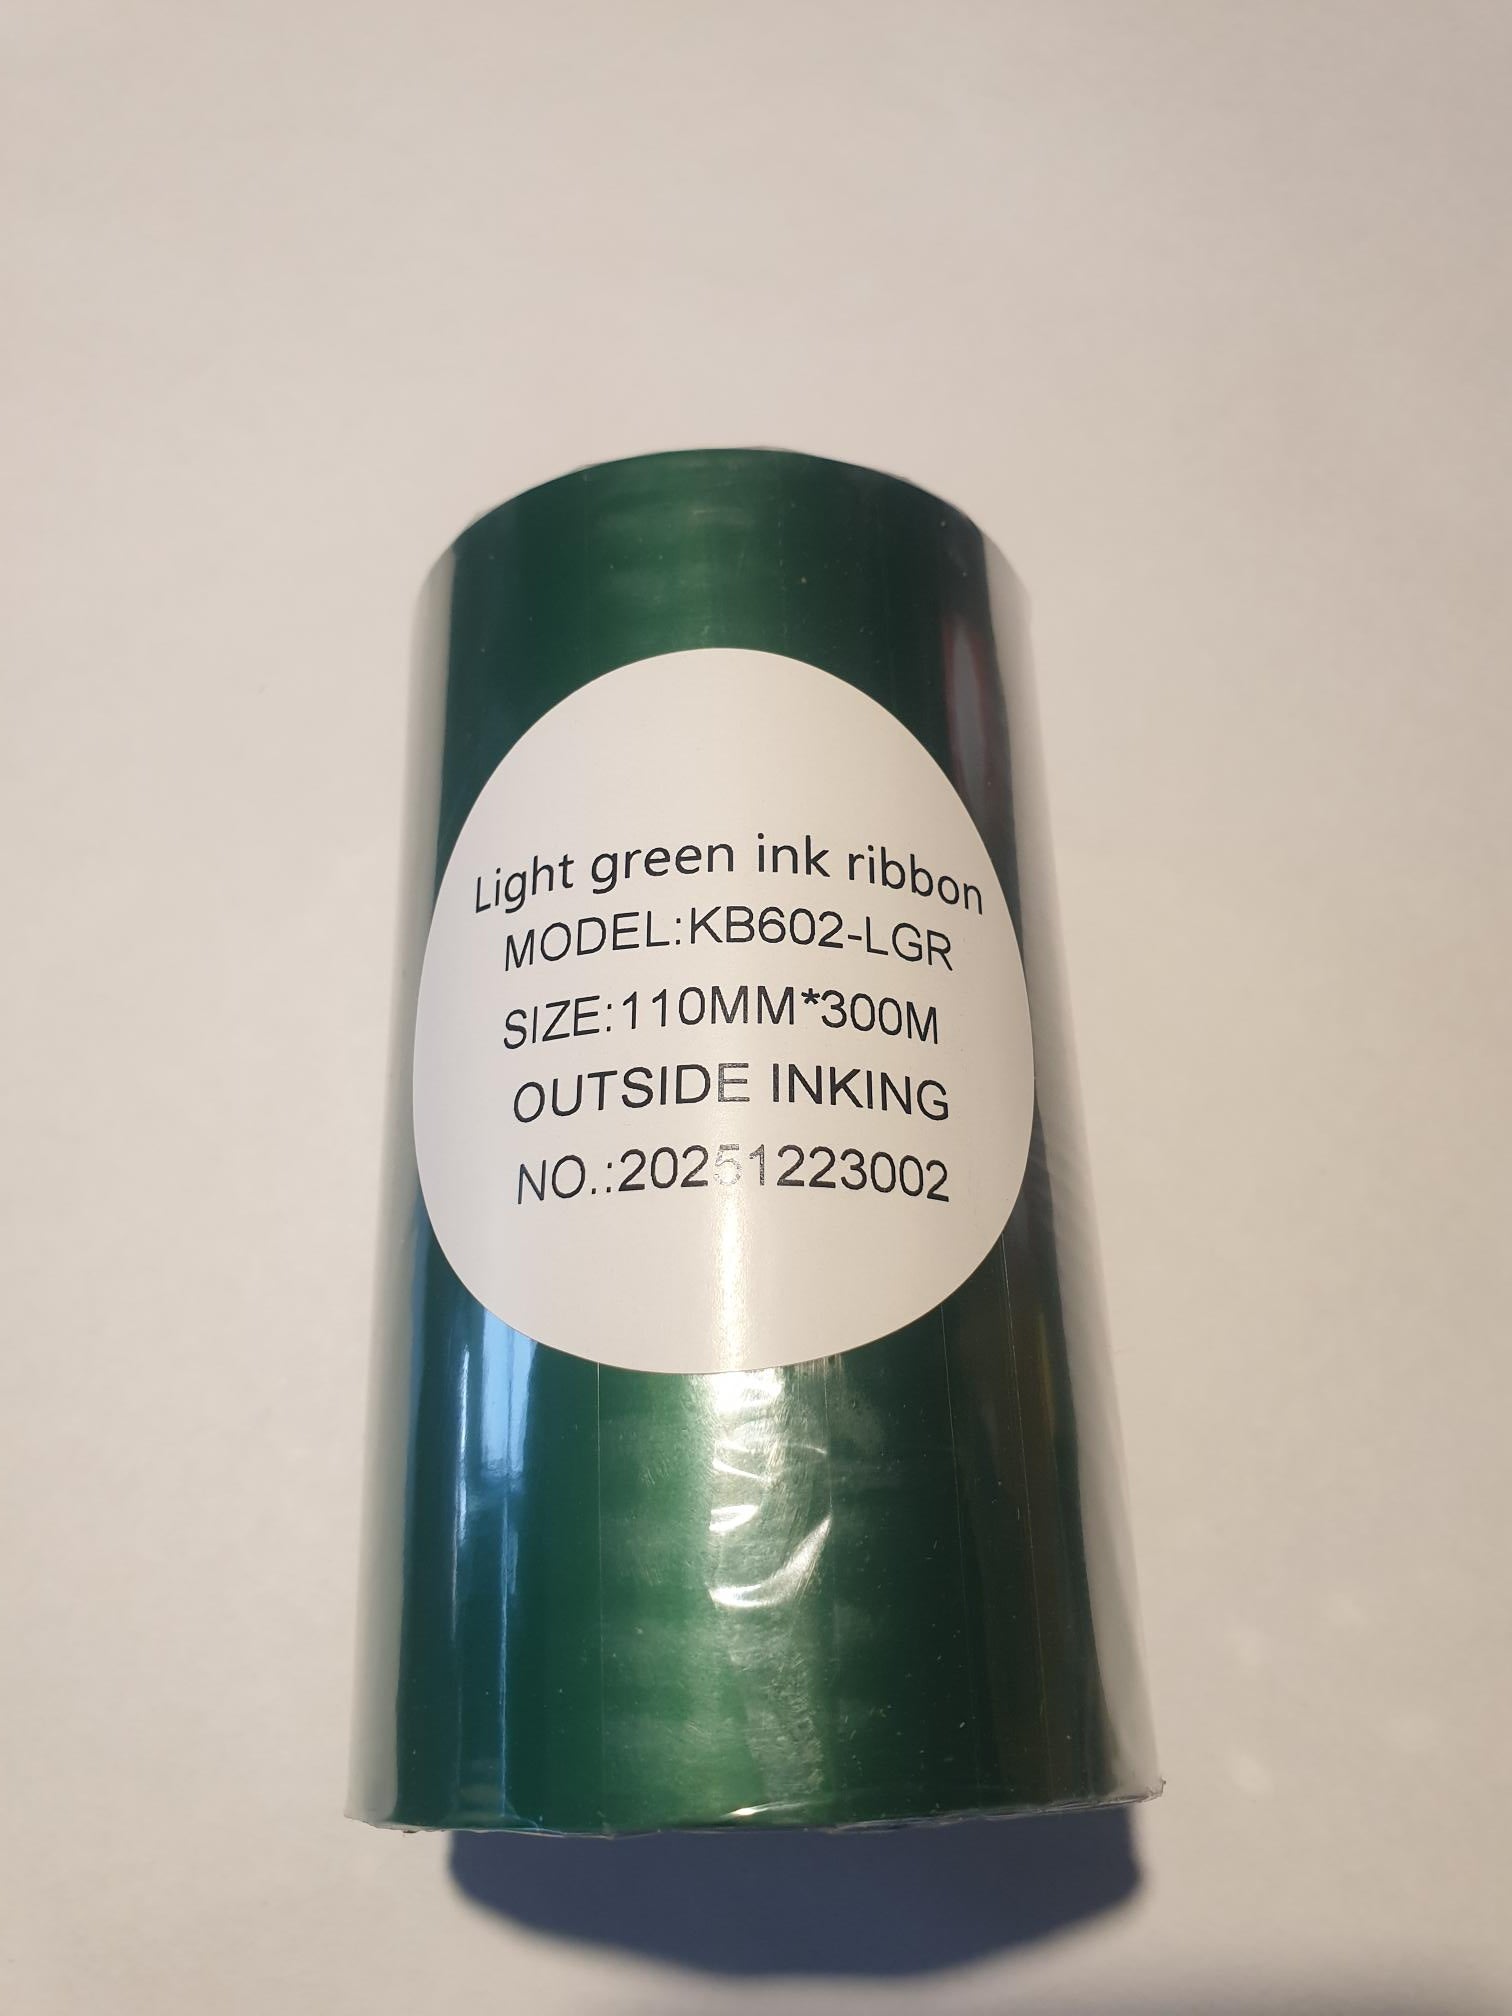 Light green ink ribbon
MODEL:KB602-LGR
SIZE:110MM*300M
OUTSIDE INKING
NO.:20251223002